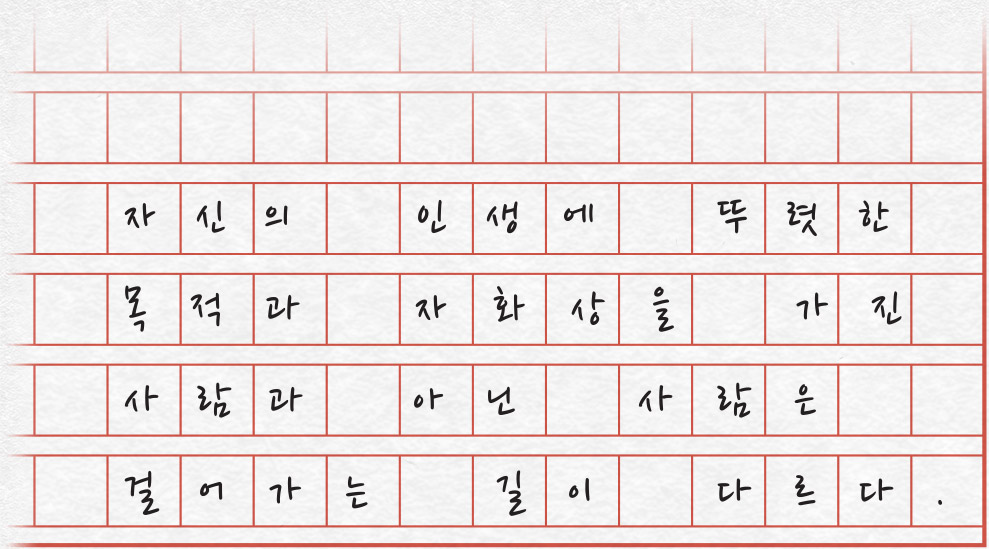 자신의 인생에 뚜렷한
목적과 자화상을 가진
사람과 아닌 사람은
걸어가는 길이 다르다.